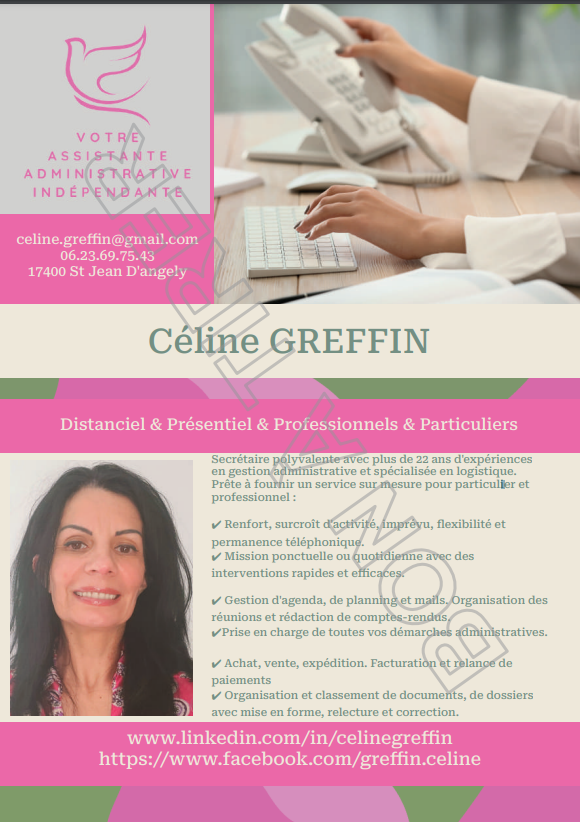 VOTRE
ASSISTANTE
ADMINISTRATIVE
INDÉPENDANTE
celine.greffin@gmail.com
06.23.69.75.43
17400 St Jean D'angely
Céline GREFFIN
Distanciel & Présentiel & Professionnels & Particuliers
Secrétaire polyvalente avec plus de 22 ans d'expériences
en gestion administrative et spécialisée en logistique.
Prête à fournir un service sur mesure pour particulier et
professionnel :
✔ Renfort, surcroît d'activité, imprévu, flexibilité et
permanence téléphonique.
✔ Mission ponctuelle ou quotidienne avec des
interventions rapides et efficaces.
✔ Gestion d'agenda, de planning et mails. Organisation des
réunions et rédaction de comptes-rendus.
✔Prise en charge de toutes vos démarches administratives.
✔ Achat, vente, expédition. Facturation et relance de
paiements
✔ Organisation et classement de documents, de dossiers
avec mise en forme, relecture et correction.
www.linkedin.com/in/celinegreffin
https://www.facebook.com/greffin.celine
BON A TIRER